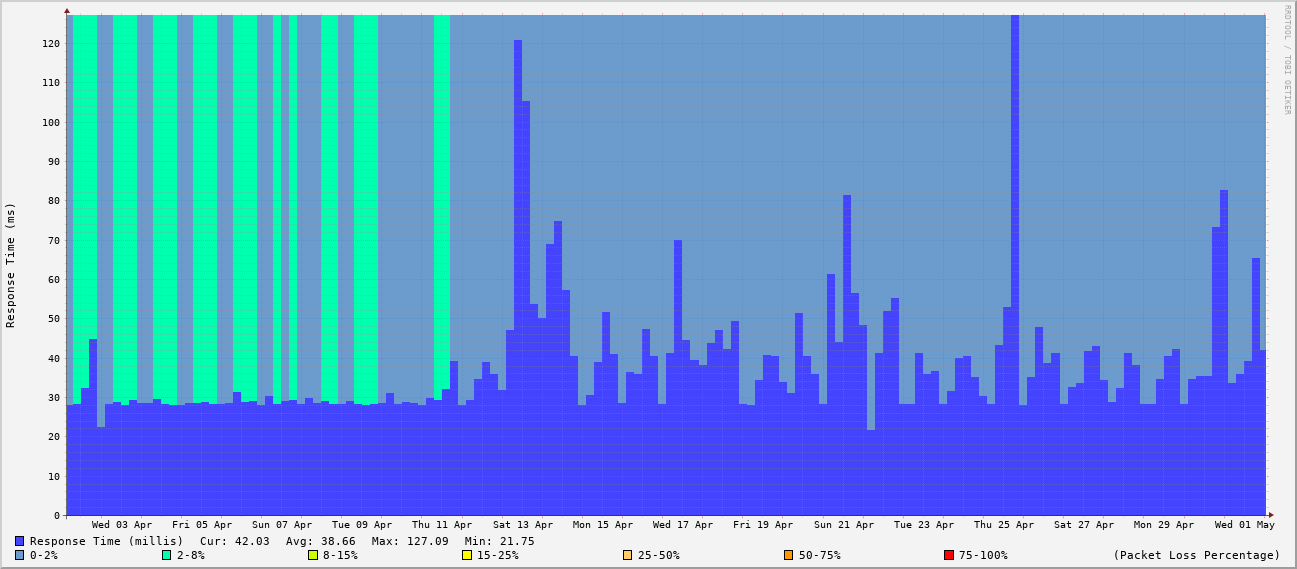 RRDTOOL / TOBI OETIKER
Response Time (ms)
120
110
100
90
80
70
60
50
40
30
20
10
0
Wed 03 Apr Fri 05 Apr Sun 07 Apr Tue 09 Apr Thu 11 Apr Sat 13 Apr Mon 15 Apr Wed 17 Apr Fri 19 Apr Sun 21 Apr Tue 23 Apr Thu 25 Apr Sat 27 Apr Mon 29 Apr Wed 01 May
Response Time (millis) Cur: 42.03 Avg: 38.66 Max: 127.09 Min: 21.75
0-2% 2-8% 8-15% 15-25% 25-50% 50-75% 75-100% (Packet Loss Percentage)